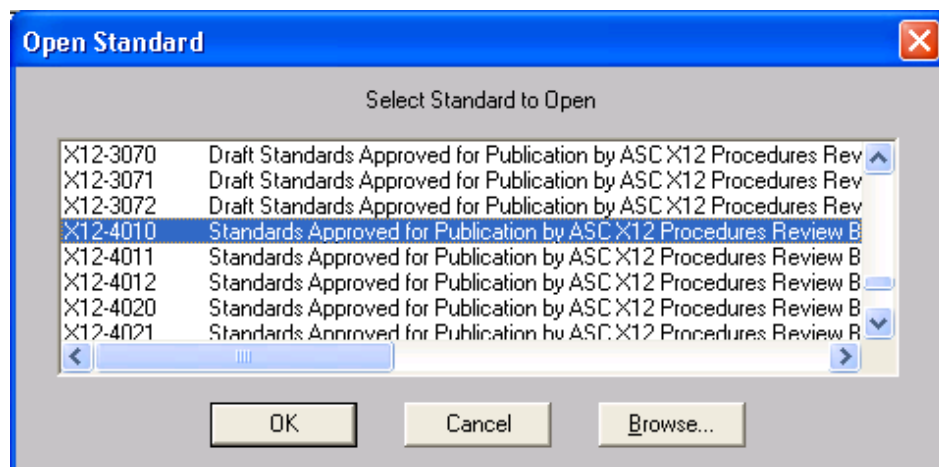 Open Standard
Select Standard to Open
X12-3070 Draft Standards Approved for Publication by ASC X12 Procedures Rev
X12-3071 Draft Standards Approved for Publication by ASC X12 Procedures Rev
X12-3072 Draft Standards Approved for Publication by ASC X12 Procedures Rev
X12-4010 Standards Approved for Publication by ASC X12 Procedures Review B
X12-4011 Standards Approved for Publication by ASC X12 Procedures Review B
X12-4012 Standards Approved for Publication by ASC X12 Procedures Review B
X12-4020 Standards Approved for Publication by ASC X12 Procedures Review B
X12-4021 Standards Approved for Publication by ASC X12 Procedures Review B
OK Cancel Browse...